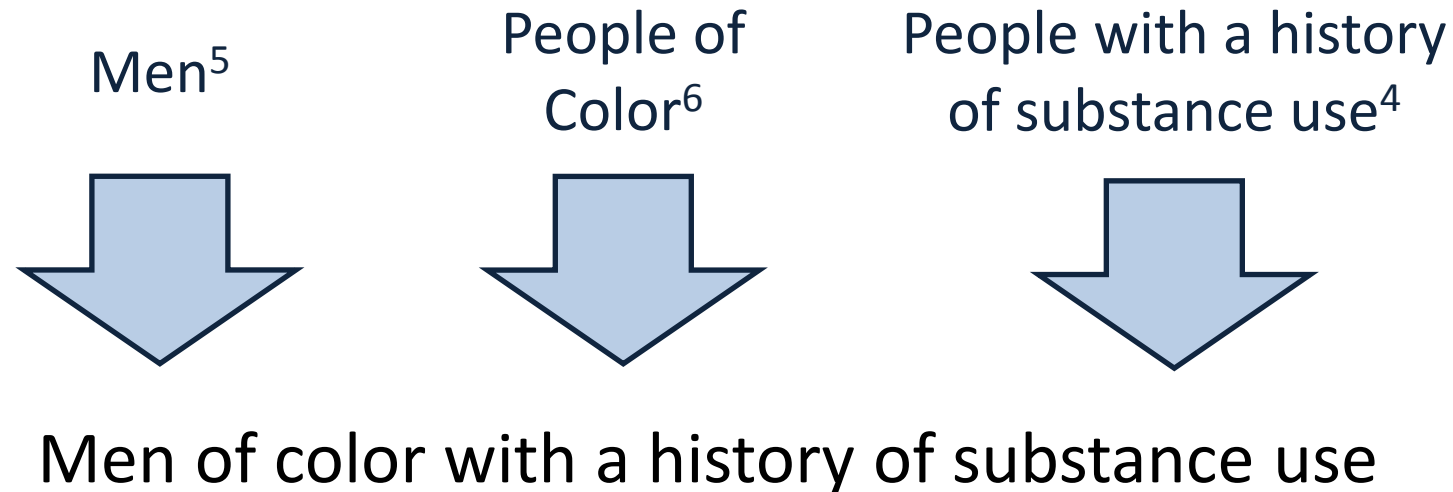 Men⁵
People of
Color⁶
People with a history
of substance use⁴
Men of color with a history of substance use